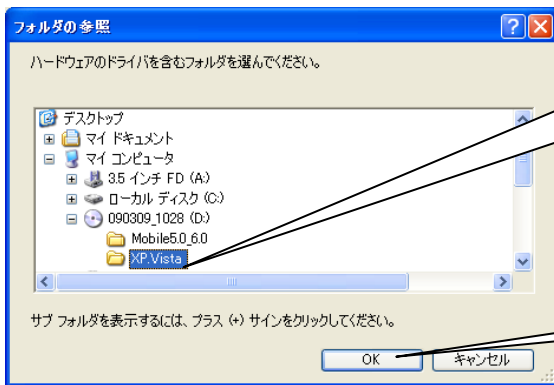 フォルダの参照
ハードウェアのドライバを含むフォルダを選んでください。
デスクトップ
マイ ドキュメント
マイ コンピュータ
3.5 インチ FD (A:)
ローカル ディスク (C:)
090309_1028 (D:)
Mobile5.0_6.0
XP.Vista
サブ フォルダを表示するには、プラス (+) サインをクリックしてください。
OK
キャンセル